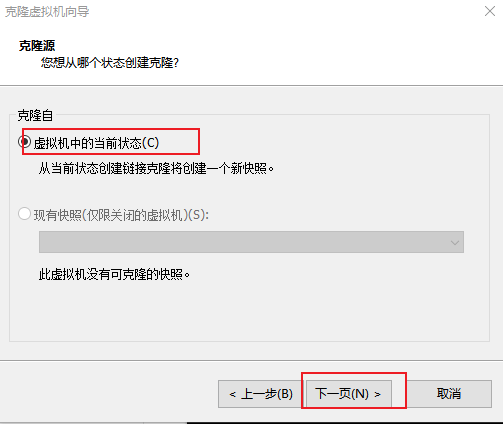 克隆虚拟机向导
克隆源
您想从哪个状态创建克隆?
克隆自
虚拟机中的当前状态(C)
从当前状态创建链接克隆将创建一个新快照。
现有快照(仅限关闭的虚拟机)(S):
此虚拟机没有可克隆的快照。
< 上一步(B) 下一页(N) > 取消